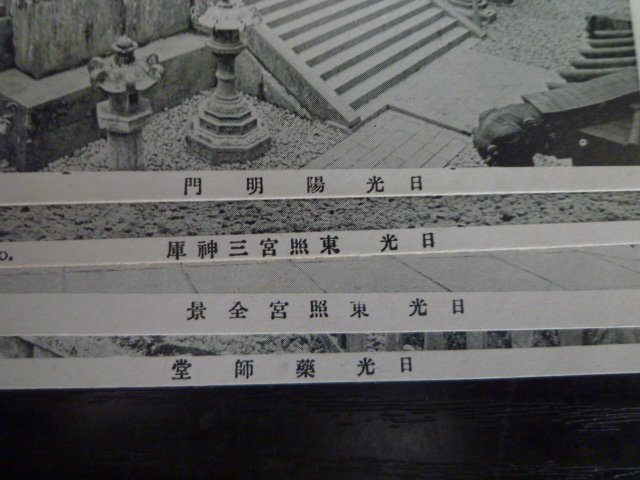 日光陽明門
日光 東照宮三神庫
日光東照宮全景
日光藥師堂